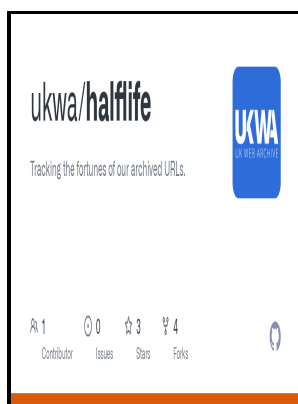 ukwa/halflife
UKWA
UK WEB ARCHIVE
Tracking the fortunes of our archived URLs.
1
Contributor
0
Issues
3
Stars
4
Forks